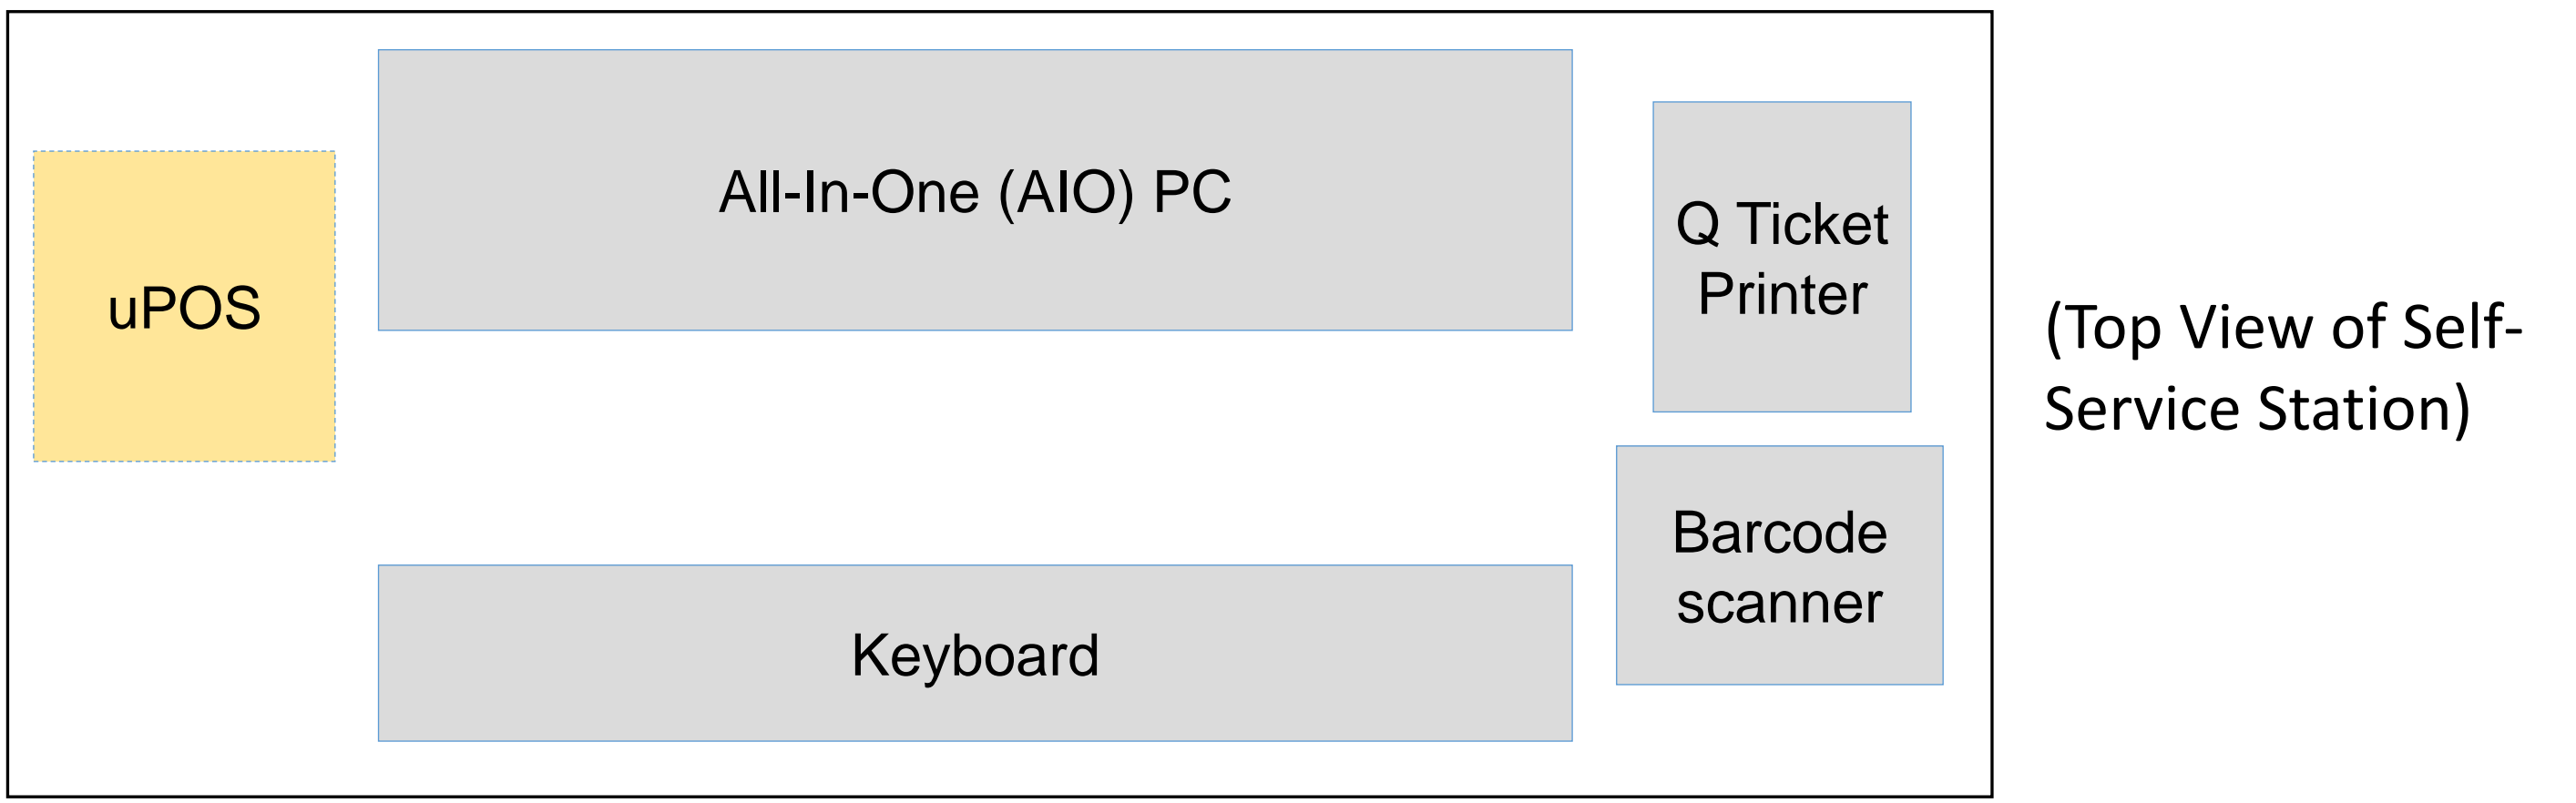 uPOS
All-In-One (AIO) PC
Q Ticket
Printer
Barcode
scanner
Keyboard
(Top View of Self-
Service Station)